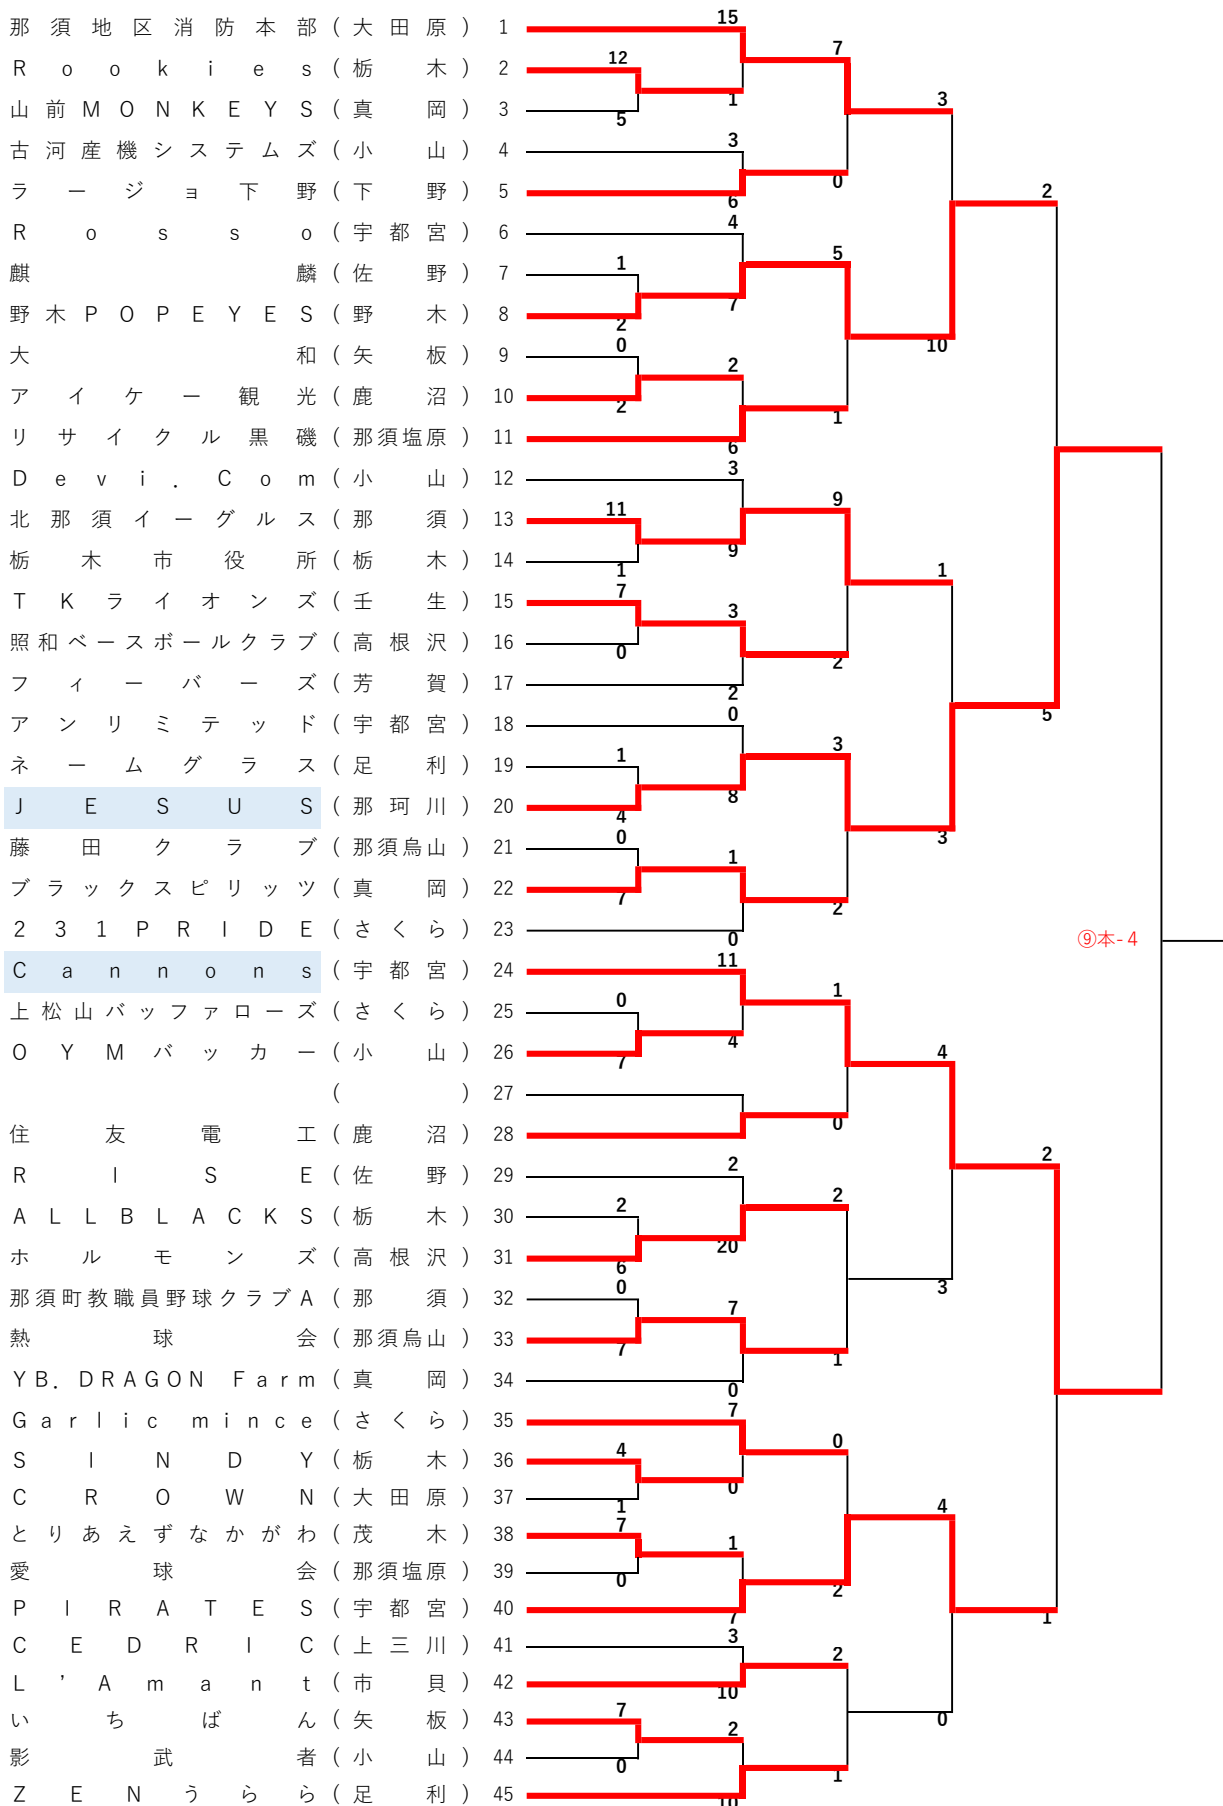 那須地区消防本部(大田原) 1 15
7
Rookies(栃木) 2 12
山前MONKEYS(真岡) 3 5 1 3
古河産機システムズ(小山) 4 3
ラージョ下野(下野) 5 6 0 2
Rosso(宇都宮) 6 4
麒麟(佐野) 7 1 5
野木POPEYES(野木) 8 2 7
大和(矢板) 9 0 2 10
アイケー観光(鹿沼) 10 2 1
リサイクル黒磯(那須塩原) 11 6
Devi.Com(小山) 12 3
北那須イーグルス(那須) 13 11 9
栃木市役所(栃木) 14 1 9 1
TKライオンズ(壬生) 15 7 3
照和ベースボールクラブ(高根沢) 16 0 2
フィーバーズ(芳賀) 17 2
アンリミテッド(宇都宮) 18 0 5
ネームグラス(足利) 19 1 3
JESUS(那珂川) 20 4 8
藤田クラブ(那須烏山) 21 0 1 3
ブラックスピリッツ(真岡) 22 7 2
231PRIDE(さくら) 23 0
⑨本-4
Cannons(宇都宮) 24 11
上松山バッファローズ(さくら) 25 0 1
OYMバッカー(小山) 26 7 4 4
( ) 27
住友電工(鹿沼) 28 0
RISE(佐野) 29 2 2
ALLBLACKS(栃木) 30 2 2
ホルモンズ(高根沢) 31 6 20
那須町教職員野球クラブA(那須) 32 0 7 3
熱球会(那須烏山) 33 7 1
YB.DRAGON Farm(真岡) 34 0
Garlic mince(さくら) 35 7
SINDY(栃木) 36 4 0
CROWN(大田原) 37 1 0 4
とりあえずなかがわ(茂木) 38 7 1
愛球会(那須塩原) 39 0 2
PIRATES(宇都宮) 40 7 1
CEDRIC(上三川) 41 3
L'Amant(市貝) 42 10 2
いちばん(矢板) 43 7 2 0
影武者(小山) 44 0 1
ZENうらら(足利) 45 10